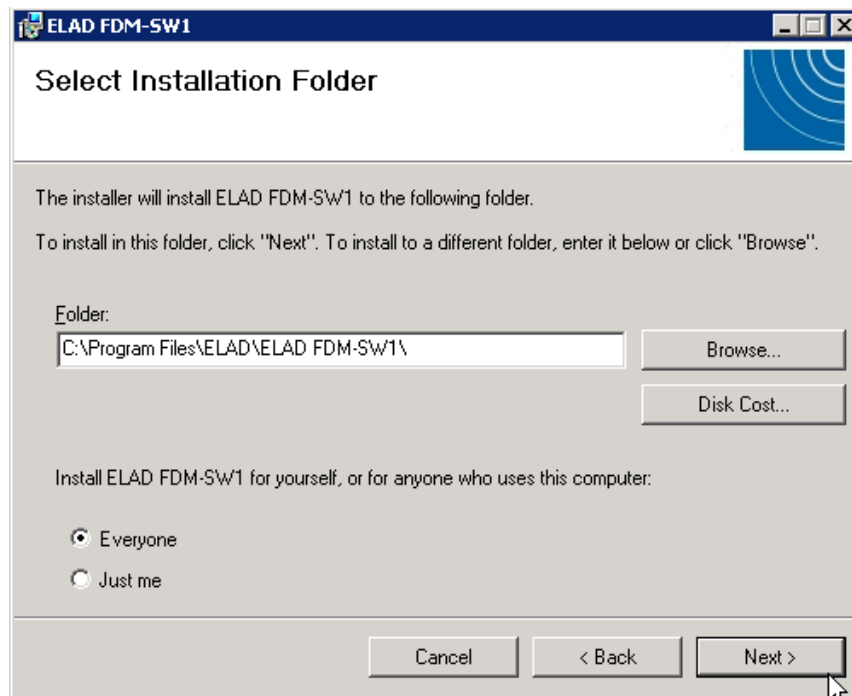 ELAD FDM-SW1
Select Installation Folder
The installer will install ELAD FDM-SW1 to the following folder.
To install in this folder, click "Next". To install to a different folder, enter it below or click "Browse".
Folder:
C:\Program Files\ELAD\ELAD FDM-SW1\
Browse...
Disk Cost...
Install ELAD FDM-SW1 for yourself, or for anyone who uses this computer:
Everyone
Just me
Cancel
< Back
Next >